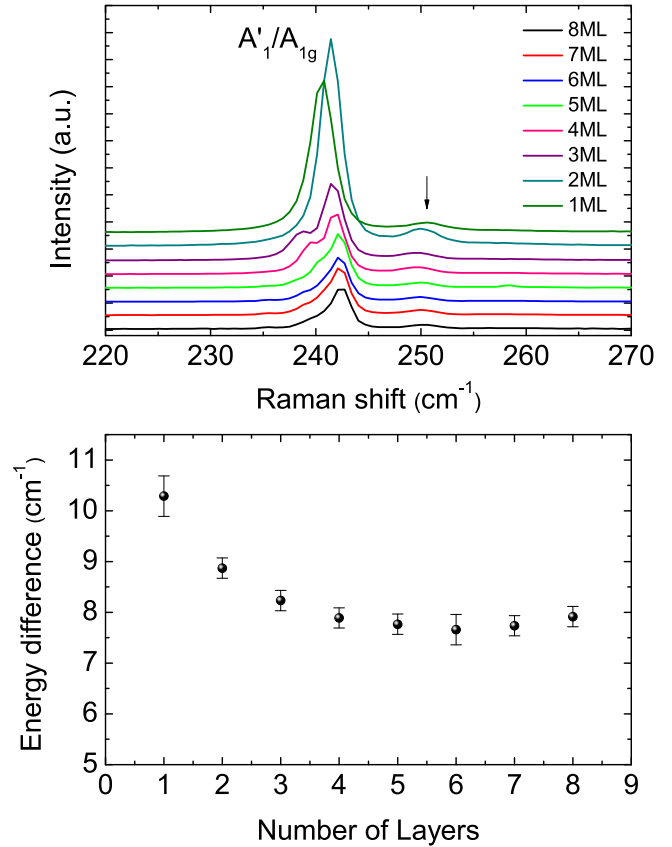 A'₁/A₁g
8ML
7ML
6ML
5ML
4ML
3ML
2ML
1ML
Intensity (a.u.)
220 230 240 250 260 270
Raman shift (cm⁻¹)
11
10
9
8
7
6
5
Energy difference (cm⁻¹)
0 1 2 3 4 5 6 7 8 9
Number of Layers